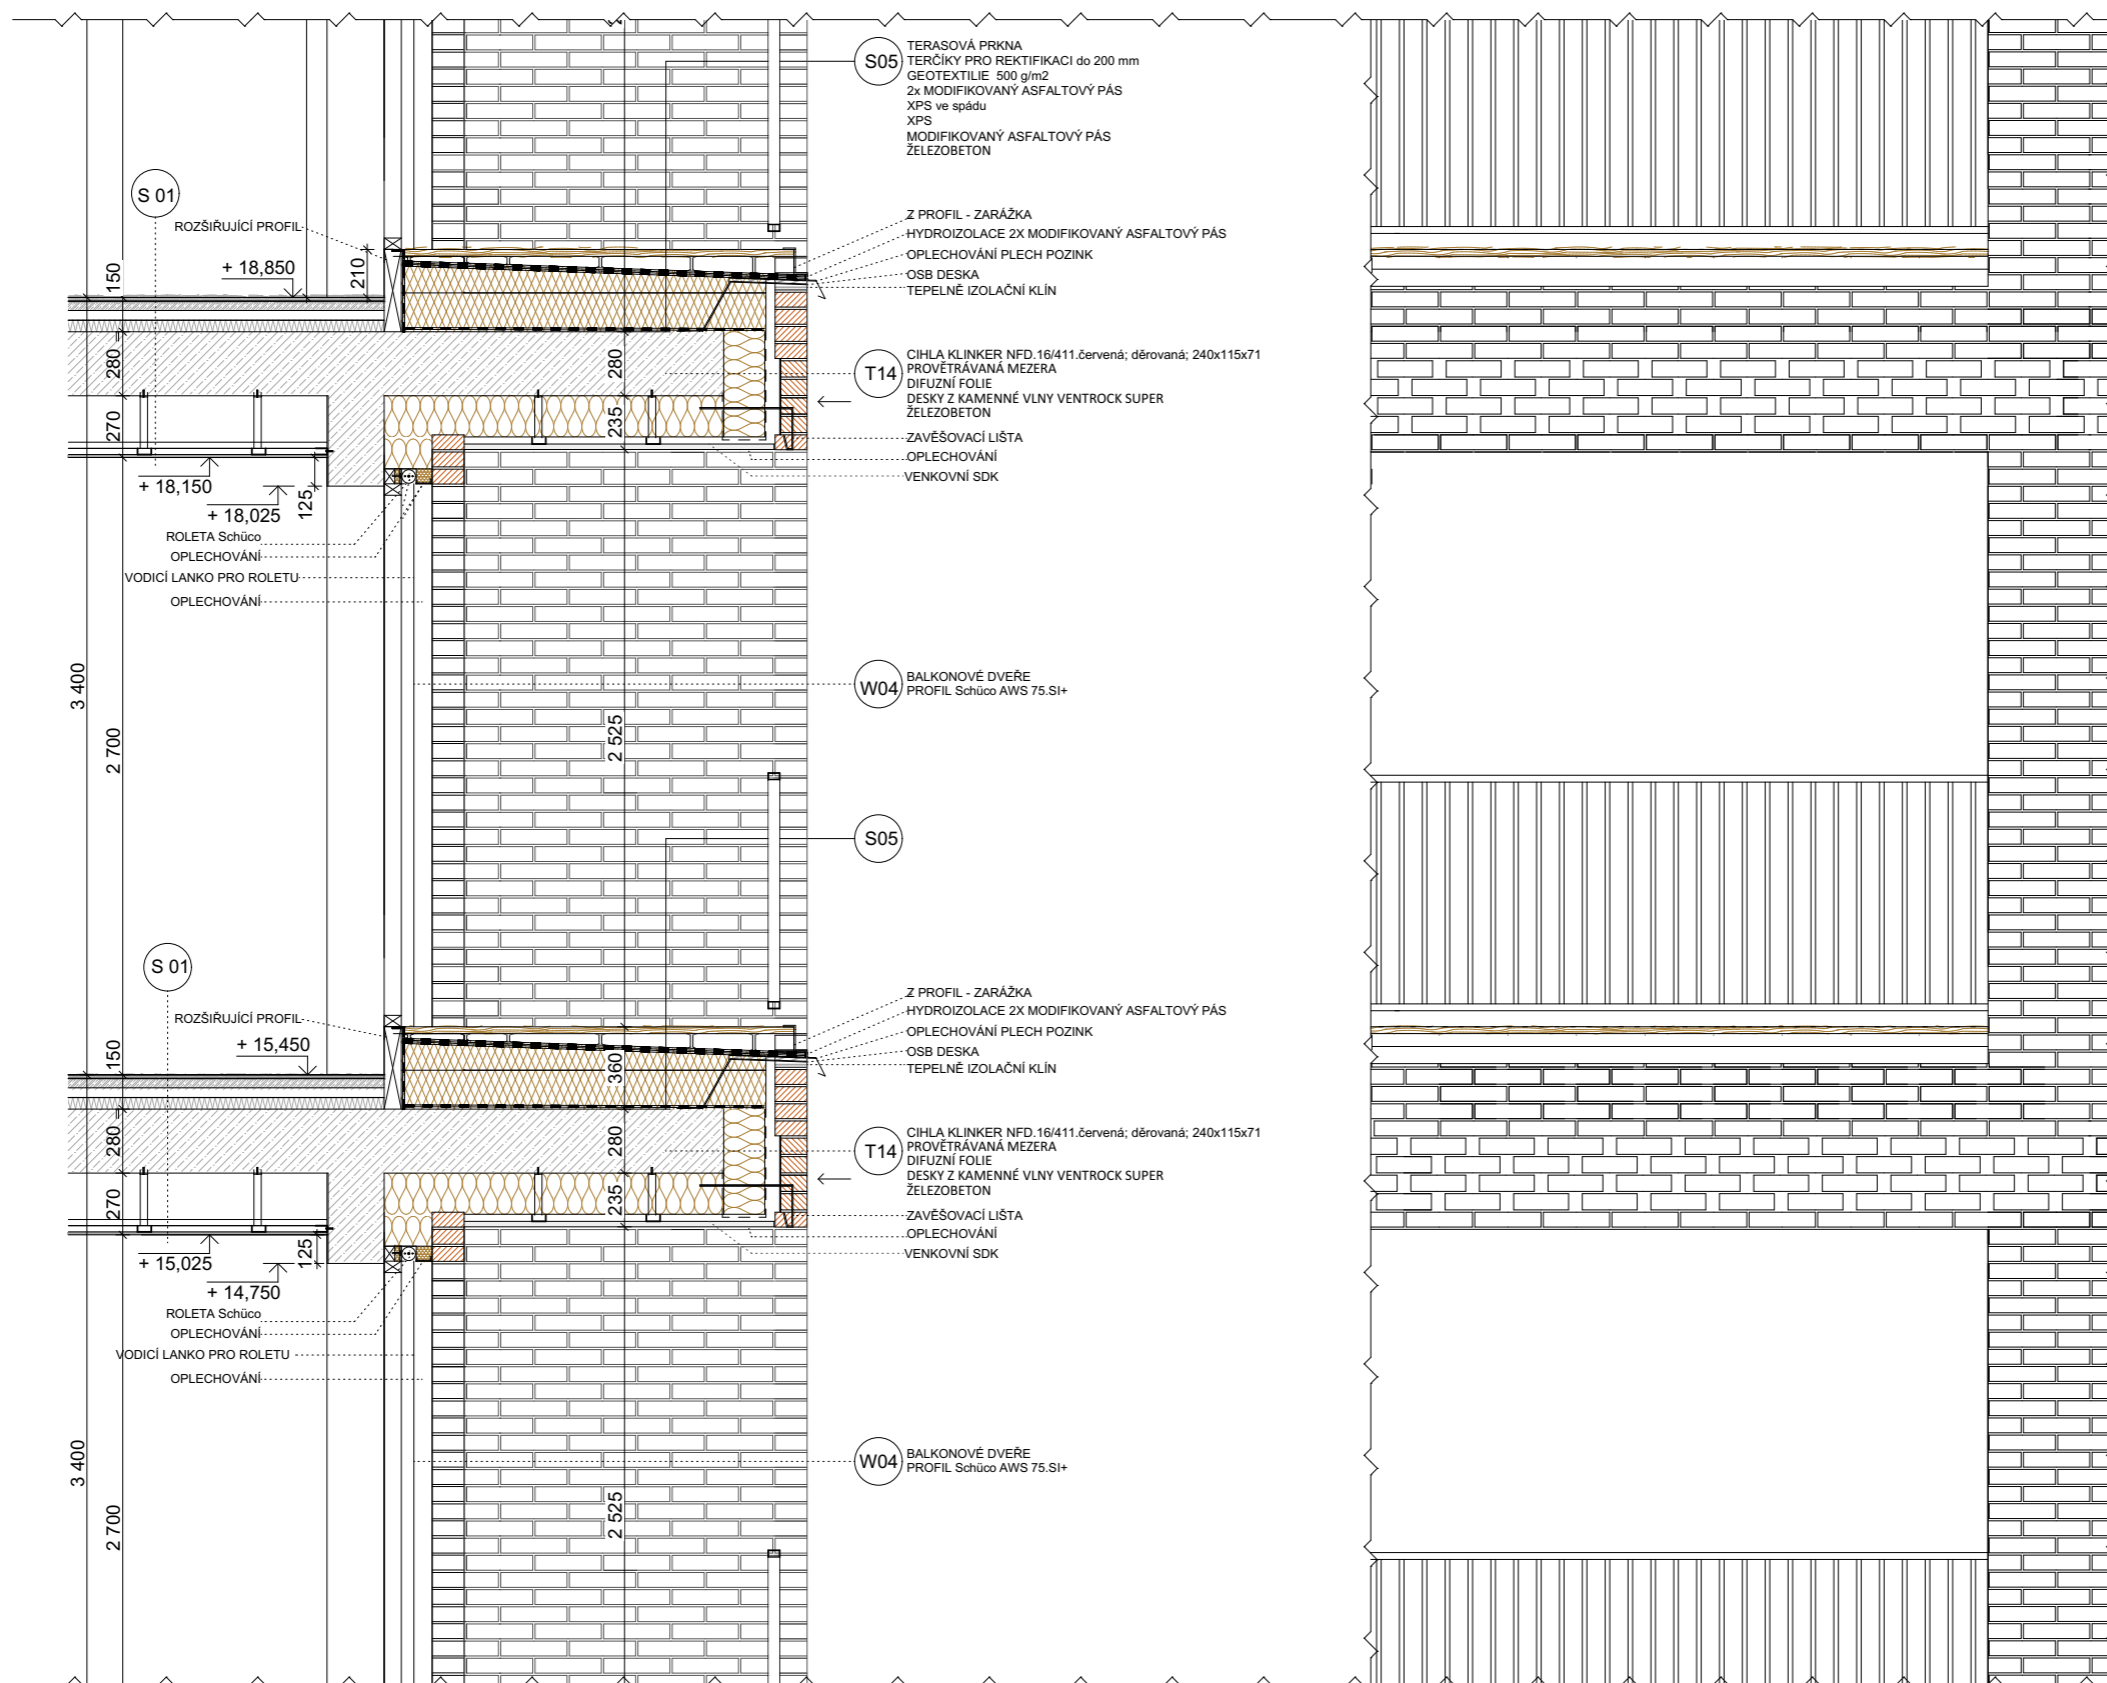 S05
TERASOVÁ PRKNA
TERČÍKY PRO REKTIFIKACI do 200 mm
GEOTEXTILIE 500 g/m2
2x MODIFIKOVANÝ ASFALTOVÝ PÁS
XPS ve spádu
XPS
MODIFIKOVANÝ ASFALTOVÝ PÁS
ŽELEZOBETON
S 01
ROZŠIŘUJÍCÍ PROFIL
+ 18,850
150
210
Z PROFIL - ZARÁŽKA
HYDROIZOLACE 2X MODIFIKOVANÝ ASFALTOVÝ PÁS
OPLECHOVÁNÍ PLECH POZINK
OSB DESKA
TEPELNĚ IZOLAČNÍ KLÍN
280
280
T14
CIHLA KLINKER NFD.16/411.červená; děrovaná; 240x115x71
PROVĚTRÁVANÁ MEZERA
DIFUZNÍ FOLIE
DESKY Z KAMENNÉ VLNY VENTROCK SUPER
ŽELEZOBETON
270
235
ZAVĚŠOVACÍ LIŠTA
OPLECHOVÁNÍ
VENKOVNÍ SDK
+ 18,150
+ 18,025
125
ROLETA Schüco
OPLECHOVÁNÍ
VODICÍ LANKO PRO ROLETU
OPLECHOVÁNÍ
3 400
2 700
2 525
W04
BALKONOVÉ DVEŘE
PROFIL Schüco AWS 75.SI+
S05
S 01
ROZŠIŘUJÍCÍ PROFIL
+ 15,450
150
360
Z PROFIL - ZARÁŽKA
HYDROIZOLACE 2X MODIFIKOVANÝ ASFALTOVÝ PÁS
OPLECHOVÁNÍ PLECH POZINK
OSB DESKA
TEPELNĚ IZOLAČNÍ KLÍN
280
280
T14
CIHLA KLINKER NFD.16/411.červená; děrovaná; 240x115x71
PROVĚTRÁVANÁ MEZERA
DIFUZNÍ FOLIE
DESKY Z KAMENNÉ VLNY VENTROCK SUPER
ŽELEZOBETON
270
235
ZAVĚŠOVACÍ LIŠTA
OPLECHOVÁNÍ
VENKOVNÍ SDK
+ 15,025
+ 14,750
125
ROLETA Schüco
OPLECHOVÁNÍ
VODICÍ LANKO PRO ROLETU
OPLECHOVÁNÍ
3 400
2 700
2 525
W04
BALKONOVÉ DVEŘE
PROFIL Schüco AWS 75.SI+